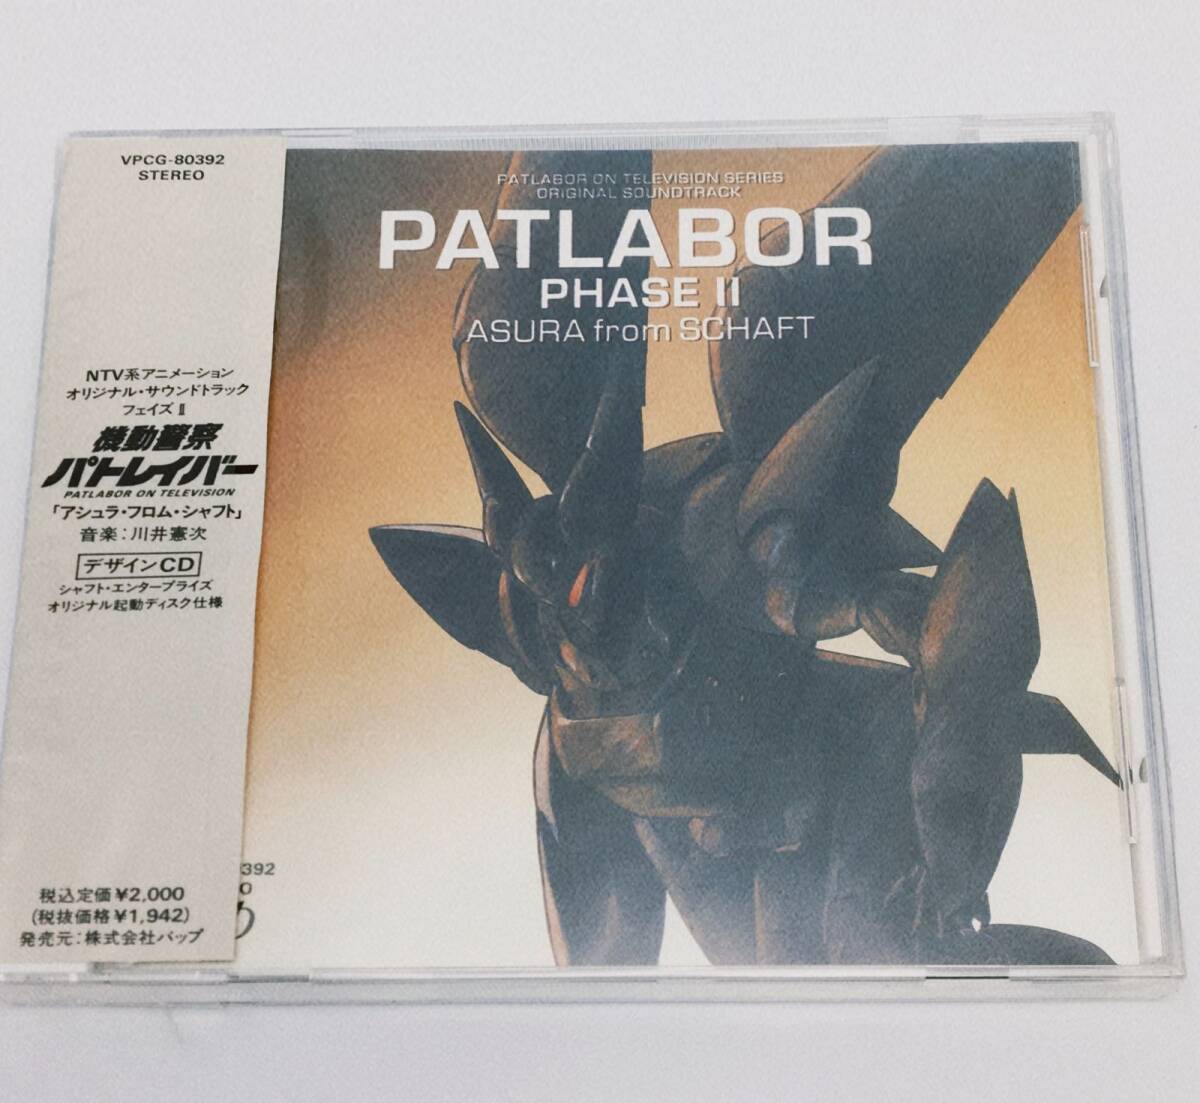 VPCG-80392
STEREO
NTV系アニメーション
オリジナル・サウンドトラック
フェイズⅡ
機動警察
パトレイバー
PATLABOR ON TELEVISION
「アシュラ・フロム・シャフト」
音楽:川井憲次
デザインCD
シャフト・エンタープライズ
オリジナル起動ディスク仕様
税込定価¥2,000
(税抜価格¥1,942)
発売元:株式会社バップ
PATLABOR ON TELEVISION SERIES
ORIGINAL SOUNDTRACK
PATLABOR
PHASE II
ASURA from SCHAFT
392
O